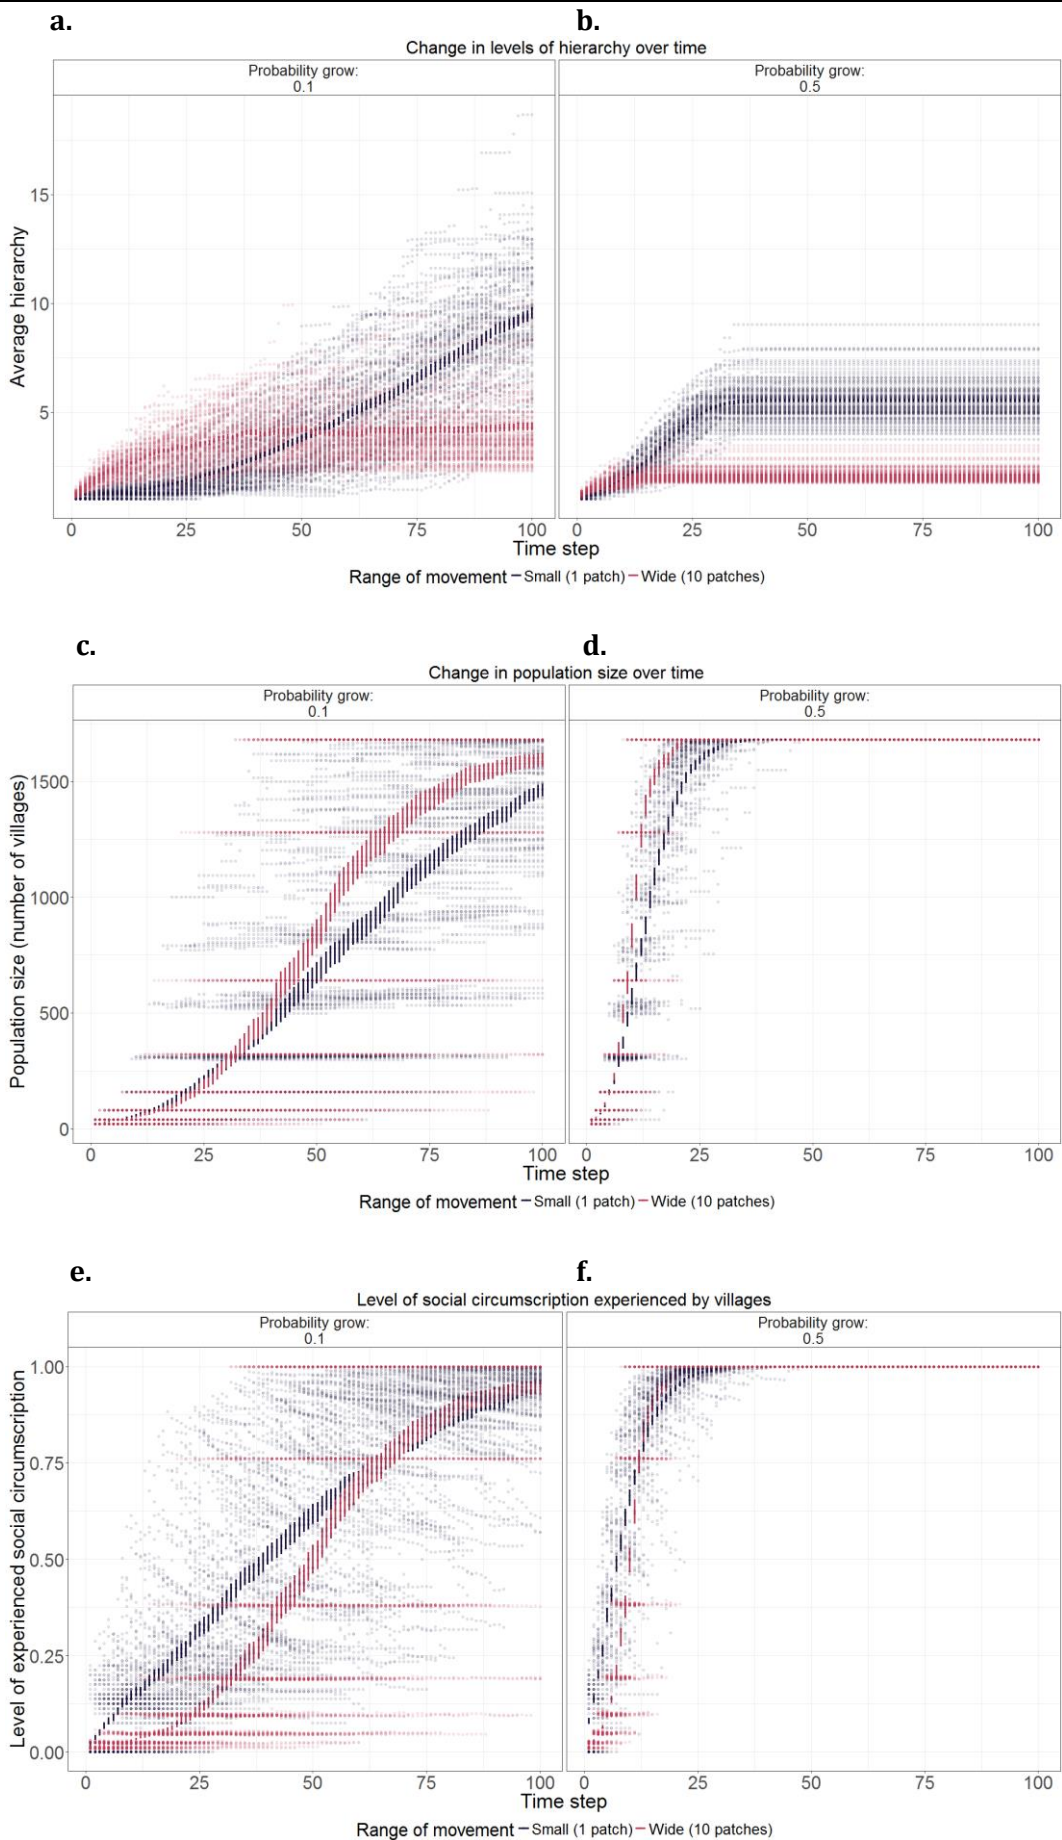 a.
b.
Change in levels of hierarchy over time
Probability grow:
0.1
Probability grow:
0.5
Average hierarchy
15
10
5
0
25
50
75
100
0
25
50
75
100
Time step
Range of movement Small (1 patch) Wide (10 patches)
c.
d.
Change in population size over time
Probability grow:
0.1
Probability grow:
0.5
Population size (number of villages)
1500
1000
500
0
0
25
50
75
100
0
25
50
75
100
Time step
Range of movement Small (1 patch) Wide (10 patches)
e.
f.
Level of social circumscription experienced by villages
Probability grow:
0.1
Probability grow:
0.5
Level of experienced social circumscription
1.00
0.75
0.50
0.25
0.00
0
25
50
75
100
0
25
50
75
100
Time step
Range of movement Small (1 patch) Wide (10 patches)